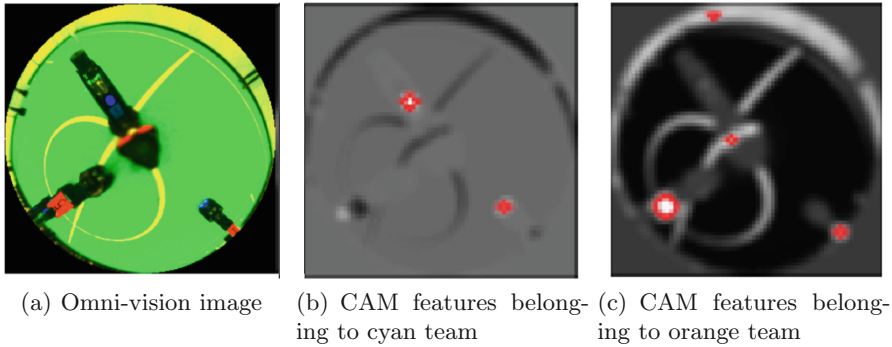 (a) Omni-vision image
(b) CAM features belong-
ing to cyan team
(c) CAM features belong-
ing to orange team